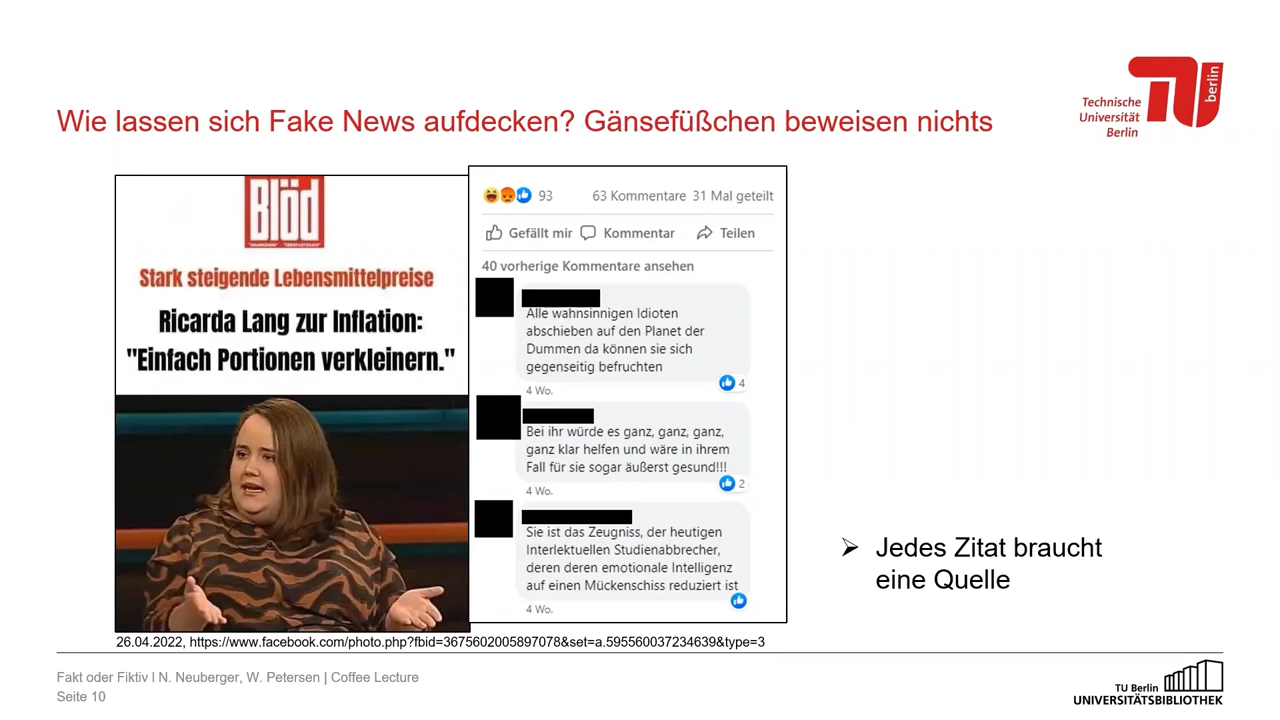 Technische
Universität
Berlin
berlin
Wie lassen sich Fake News aufdecken? Gänsefüßchen beweisen nichts
Blöd
Stark steigende Lebensmittelpreise
Ricarda Lang zur Inflation:
"Einfach Portionen verkleinern."
93 63 Kommentare 31 Mal geteilt
Gefällt mir Kommentar Teilen
40 vorherige Kommentare ansehen
Alle wahnsinnigen Idioten
abschieben auf den Planet der
Dummen da können sie sich
gegenseitig befruchten
4
4 Wo.
Bei ihr würde es ganz, ganz, ganz,
ganz klar helfen und wäre in ihrem
Fall für sie sogar äußerst gesund!!!
2
4 Wo.
Sie ist das Zeugniss, der heutigen
Interlektuellen Studienabbrecher,
deren deren emotionale Intelligenz
auf einen Mückenschiss reduziert ist
4 Wo.
➢ Jedes Zitat braucht
eine Quelle
26.04.2022, https://www.facebook.com/photo.php?fbid=3675602005897078&set=a.595560037234639&type=3
Fakt oder Fiktiv l N. Neuberger, W. Petersen | Coffee Lecture
Seite 10
TU Berlin
UNIVERSITÄTSBIBLIOTHEK